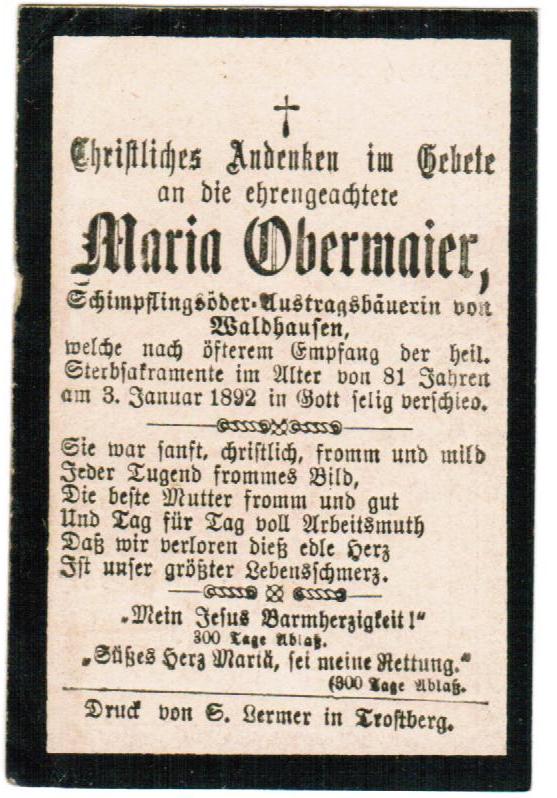 Christliches Andenken im Gebete
an die ehrengeachtete
Maria Obermaier,
Schimpflingsöder-Austragsbäuerin von
Waldhausen,
welche nach öfterem Empfang der heil.
Sterbsakramente im Alter von 81 Jahren
am 3. Januar 1892 in Gott selig verschied.
Sie war sanft, christlich, fromm und mild
Jeder Tugend frommes Bild,
Die beste Mutter fromm und gut
Und Tag für Tag voll Arbeitsmuth
Daß wir verloren dieß edle Herz
Ist unser größter Lebensschmerz.
„Mein Jesus Barmherzigkeit!"
300 Tage Ablaß.
„Süßes Herz Mariä, sei meine Rettung."
(300 Tage Ablaß.
Druck von S. Lermer in Trostberg.